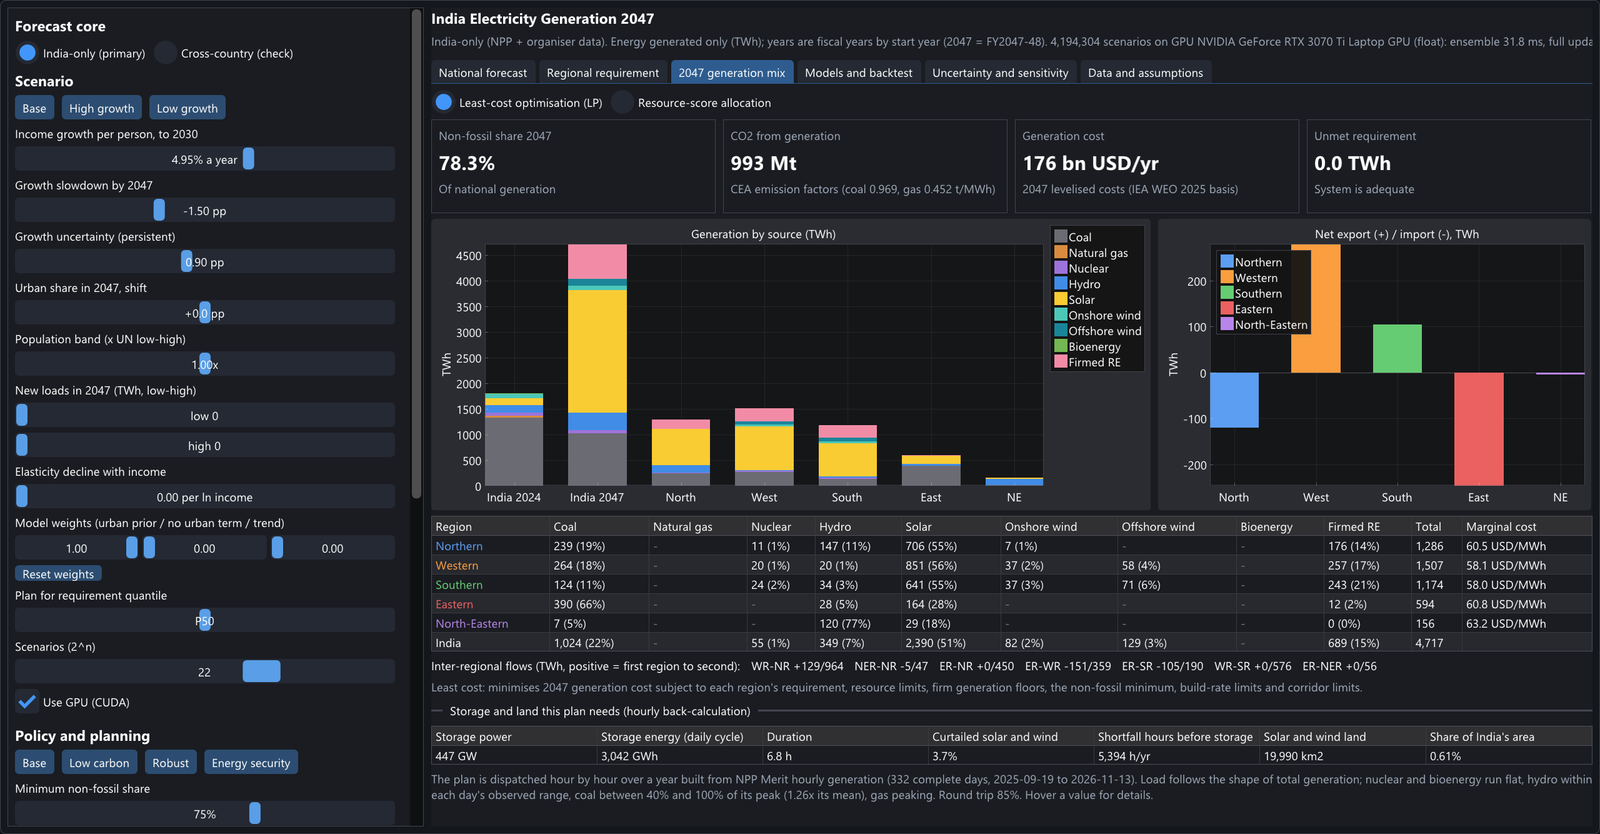 Forecast core
India-only (primary)
Cross-country (check)
Scenario
Base
High growth
Low growth
Income growth per person, to 2030
4.95% a year
Growth slowdown by 2047
-1.50 pp
Growth uncertainty (persistent)
0.90 pp
Urban share in 2047, shift
+0.0 pp
Population band (x UN low-high)
1.00x
New loads in 2047 (TWh, low-high)
low 0
high 0
Elasticity decline with income
0.00 per ln income
Model weights (urban prior / no urban term / trend)
1.00 0.00 0.00
Reset weights
Plan for requirement quantile
P50
Scenarios (2^n)
22
Use GPU (CUDA)
Policy and planning
Base
Low carbon
Robust
Energy security
Minimum non-fossil share
75%
India Electricity Generation 2047
India-only (NPP + organiser data). Energy generated only (TWh); years are fiscal years by start year (2047 = FY2047-48). 4,194,304 scenarios on GPU NVIDIA GeForce RTX 3070 Ti Laptop GPU (float): ensemble 31.8 ms, full upda
National forecast
Regional requirement
2047 generation mix
Models and backtest
Uncertainty and sensitivity
Data and assumptions
Least-cost optimisation (LP)
Resource-score allocation
Non-fossil share 2047
78.3%
Of national generation
CO2 from generation
993 Mt
CEA emission factors (coal 0.969, gas 0.452 t/MWh)
Generation cost
176 bn USD/yr
2047 levelised costs (IEA WEO 2025 basis)
Unmet requirement
0.0 TWh
System is adequate
Generation by source (TWh)
TWh
4500
4000
3500
3000
2500
2000
1500
1000
500
0
India 2024 India 2047 North West South East NE
Coal
Natural gas
Nuclear
Hydro
Solar
Onshore wind
Offshore wind
Bioenergy
Firmed RE
Net export (+) / import (-), TWh
TWh
200
100
0
-100
-200
Northern
Western
Southern
Eastern
North-Eastern
North West South East NE
Region Coal Natural gas Nuclear Hydro Solar Onshore wind Offshore wind Bioenergy Firmed RE Total Marginal cost
Northern 239 (19%) - 11 (1%) 147 (11%) 706 (55%) 7 (1%) - - 176 (14%) 1,286 60.5 USD/MWh
Western 264 (18%) - 20 (1%) 20 (1%) 851 (56%) 37 (2%) 58 (4%) - 257 (17%) 1,507 58.1 USD/MWh
Southern 124 (11%) - 24 (2%) 34 (3%) 641 (55%) 37 (3%) 71 (6%) - 243 (21%) 1,174 58.0 USD/MWh
Eastern 390 (66%) - - 28 (5%) 164 (28%) - - - 12 (2%) 594 60.8 USD/MWh
North-Eastern 7 (5%) - - 120 (77%) 29 (18%) - - - 0 (0%) 156 63.2 USD/MWh
India 1,024 (22%) - 55 (1%) 349 (7%) 2,390 (51%) 82 (2%) 129 (3%) - 689 (15%) 4,717
Inter-regional flows (TWh, positive = first region to second): WR-NR +129/964 NER-NR -5/47 ER-NR +0/450 ER-WR -151/359 ER-SR -105/190 WR-SR +0/576 ER-NER +0/56
Least cost: minimises 2047 generation cost subject to each region's requirement, resource limits, firm generation floors, the non-fossil minimum, build-rate limits and corridor limits.
Storage and land this plan needs (hourly back-calculation)
Storage power Storage energy (daily cycle) Duration Curtailed solar and wind Shortfall hours before storage Solar and wind land Share of India's area
447 GW 3,042 GWh 6.8 h 3.7% 5,394 h/yr 19,990 km2 0.61%
The plan is dispatched hour by hour over a year built from NPP Merit hourly generation (332 complete days, 2025-09-19 to 2026-11-13). Load follows the shape of total generation; nuclear and bioenergy run flat, hydro within
each day's observed range, coal between 40% and 100% of its peak (1.26x its mean), gas peaking. Round trip 85%. Hover a value for details.